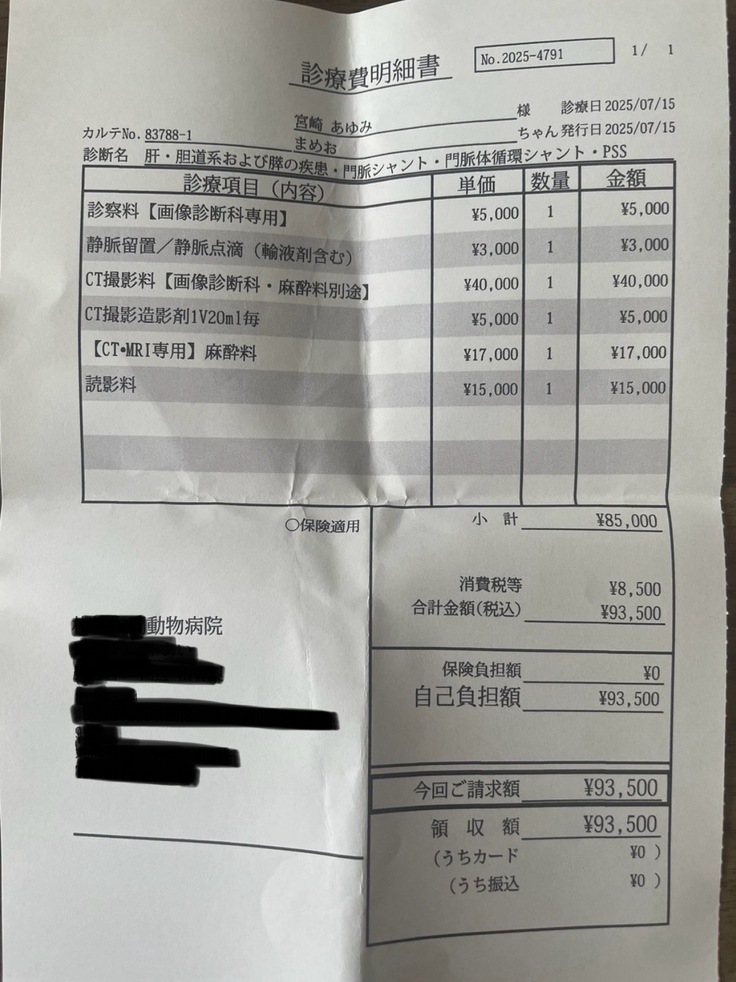 診療費明細書
No.2025-4791
1/ 1
宮崎 あゆみ 様 診療日 2025/07/15
カルテNo. 83788-1 まめお ちゃん 発行日 2025/07/15
診断名 肝・胆道系および膵の疾患・門脈シャント・門脈体循環シャント・PSS
診療項目（内容） 単価 数量 金額
診察料【画像診断科専用】 ¥5,000 1 ¥5,000
静脈留置／静脈点滴（輸液剤含む） ¥3,000 1 ¥3,000
CT撮影料【画像診断科・麻酔料別途】 ¥40,000 1 ¥40,000
CT撮影造影剤1V20ml毎 ¥5,000 1 ¥5,000
【CT・MRI専用】麻酔料 ¥17,000 1 ¥17,000
読影料 ¥15,000 1 ¥15,000
○保険適用
小 計 ¥85,000
消費税等 ¥8,500
合計金額(税込) ¥93,500
動物病院
保険負担額 ¥0
自己負担額 ¥93,500
今回ご請求額 ¥93,500
領 収 額 ¥93,500
(うちカード ¥0 )
(うち振込 ¥0 )